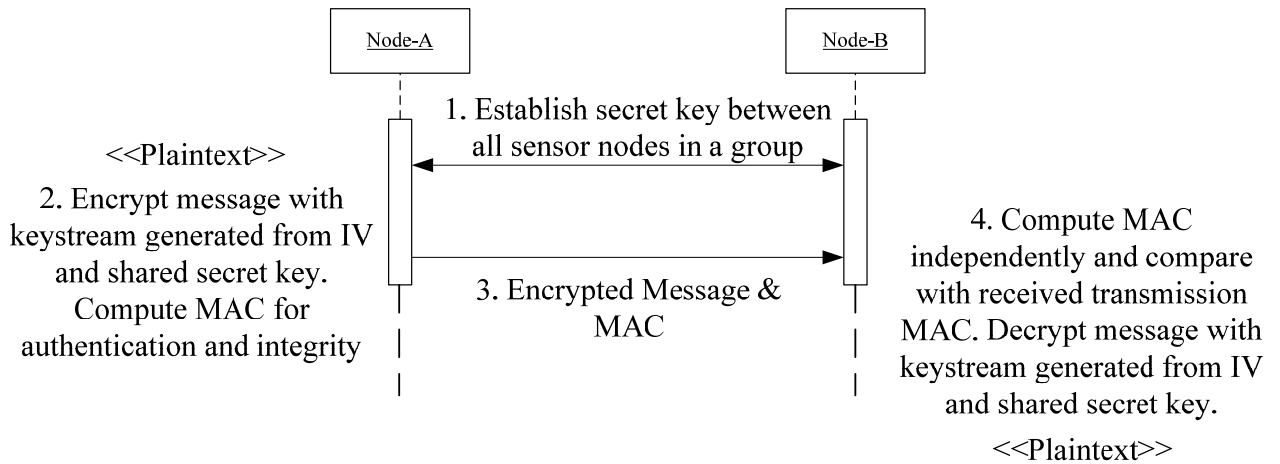 Node-A
Node-B
1. Establish secret key between
all sensor nodes in a group
<<Plaintext>>
2. Encrypt message with
keystream generated from IV
and shared secret key.
Compute MAC for
authentication and integrity
3. Encrypted Message &
MAC
4. Compute MAC
independently and compare
with received transmission
MAC. Decrypt message with
keystream generated from IV
and shared secret key.
<<Plaintext>>